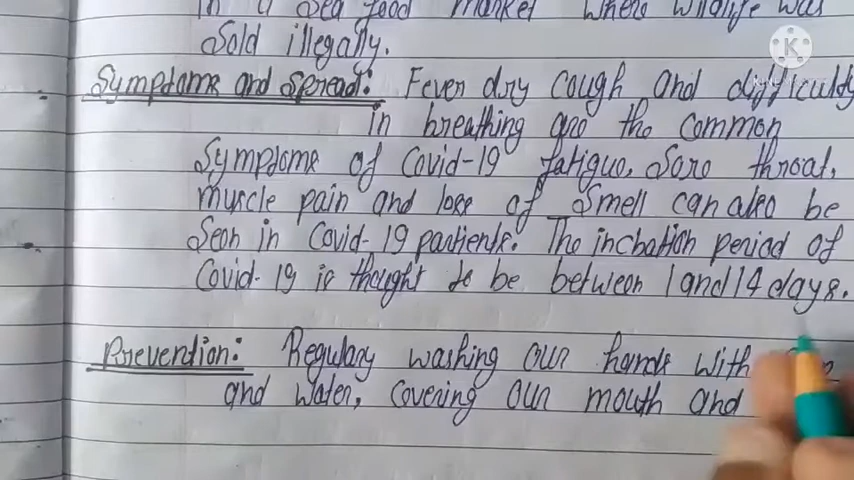 in a sea food market where wildlife was
Sold illegally.
Symptoms and Spread: Fever dry cough and difficulty
in breathing are the common
Symptoms of Covid-19 fatigue, Sore throat,
muscle pain and loss of Smell can also be
Seen in Covid-19 patients. The incbation period of
Covid-19 is thought to be between 1 and 14 days.
Prevention: Regulary washing our hands with
and water, Covering our mouth and